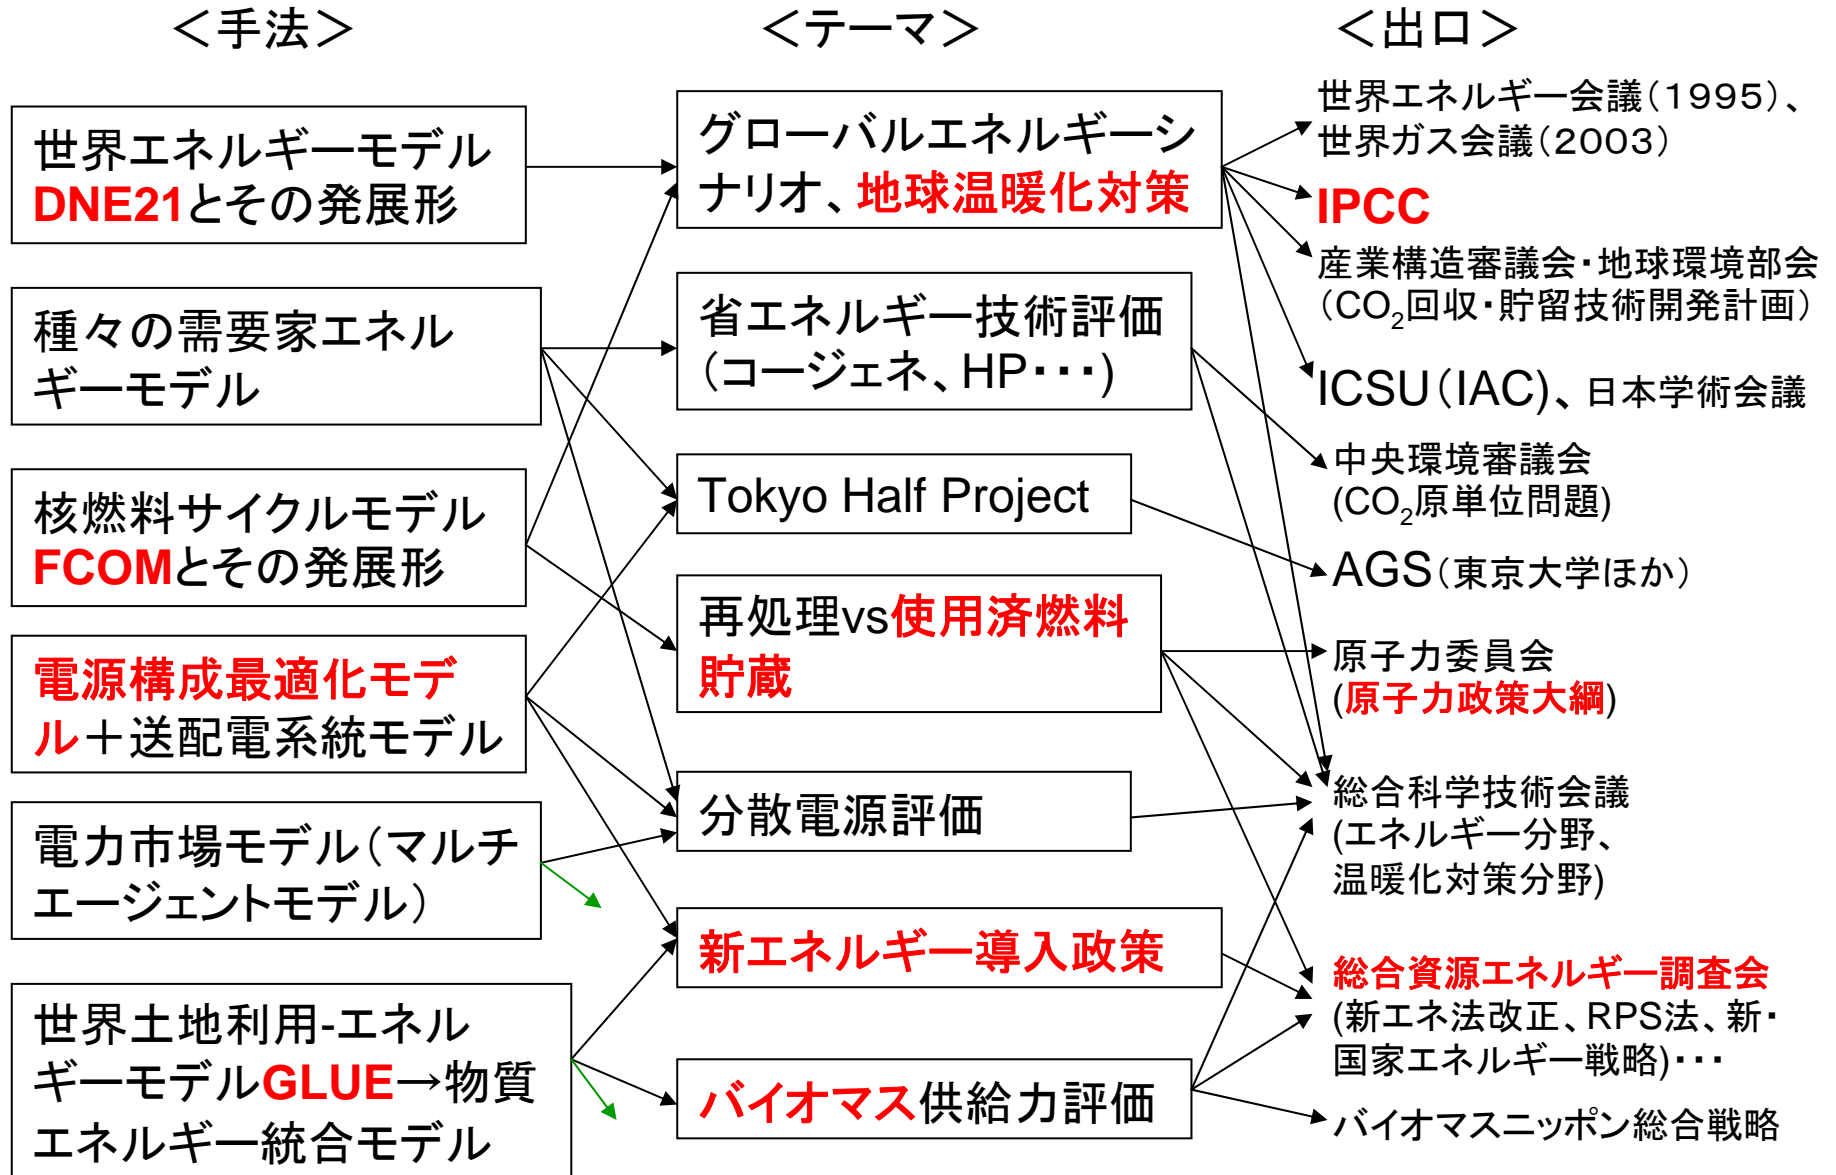 ＜手法＞
世界エネルギーモデル
DNE21とその発展形
種々の需要家エネル
ギーモデル
核燃料サイクルモデル
FCOMとその発展形
電源構成最適化モデ
ル＋送配電系統モデル
電力市場モデル（マルチ
エージェントモデル）
世界土地利用-エネル
ギーモデルGLUE→物質
エネルギー統合モデル
＜テーマ＞
グローバルエネルギーシ
ナリオ、地球温暖化対策
省エネルギー技術評価
（コージェネ、HP・・・)
Tokyo Half Project
再処理vs使用済燃料
貯蔵
分散電源評価
新エネルギー導入政策
バイオマス供給力評価
＜出口＞
世界エネルギー会議（１９９５）、
世界ガス会議（２００３）
IPCC
産業構造審議会・地球環境部会
（CO₂回収・貯留技術開発計画）
ICSU（IAC)、日本学術会議
中央環境審議会
(CO₂原単位問題)
AGS（東京大学ほか）
原子力委員会
(原子力政策大綱)
総合科学技術会議
(エネルギー分野、
温暖化対策分野)
総合資源エネルギー調査会
(新エネ法改正、RPS法、新・
国家エネルギー戦略)・・・
バイオマスニッポン総合戦略